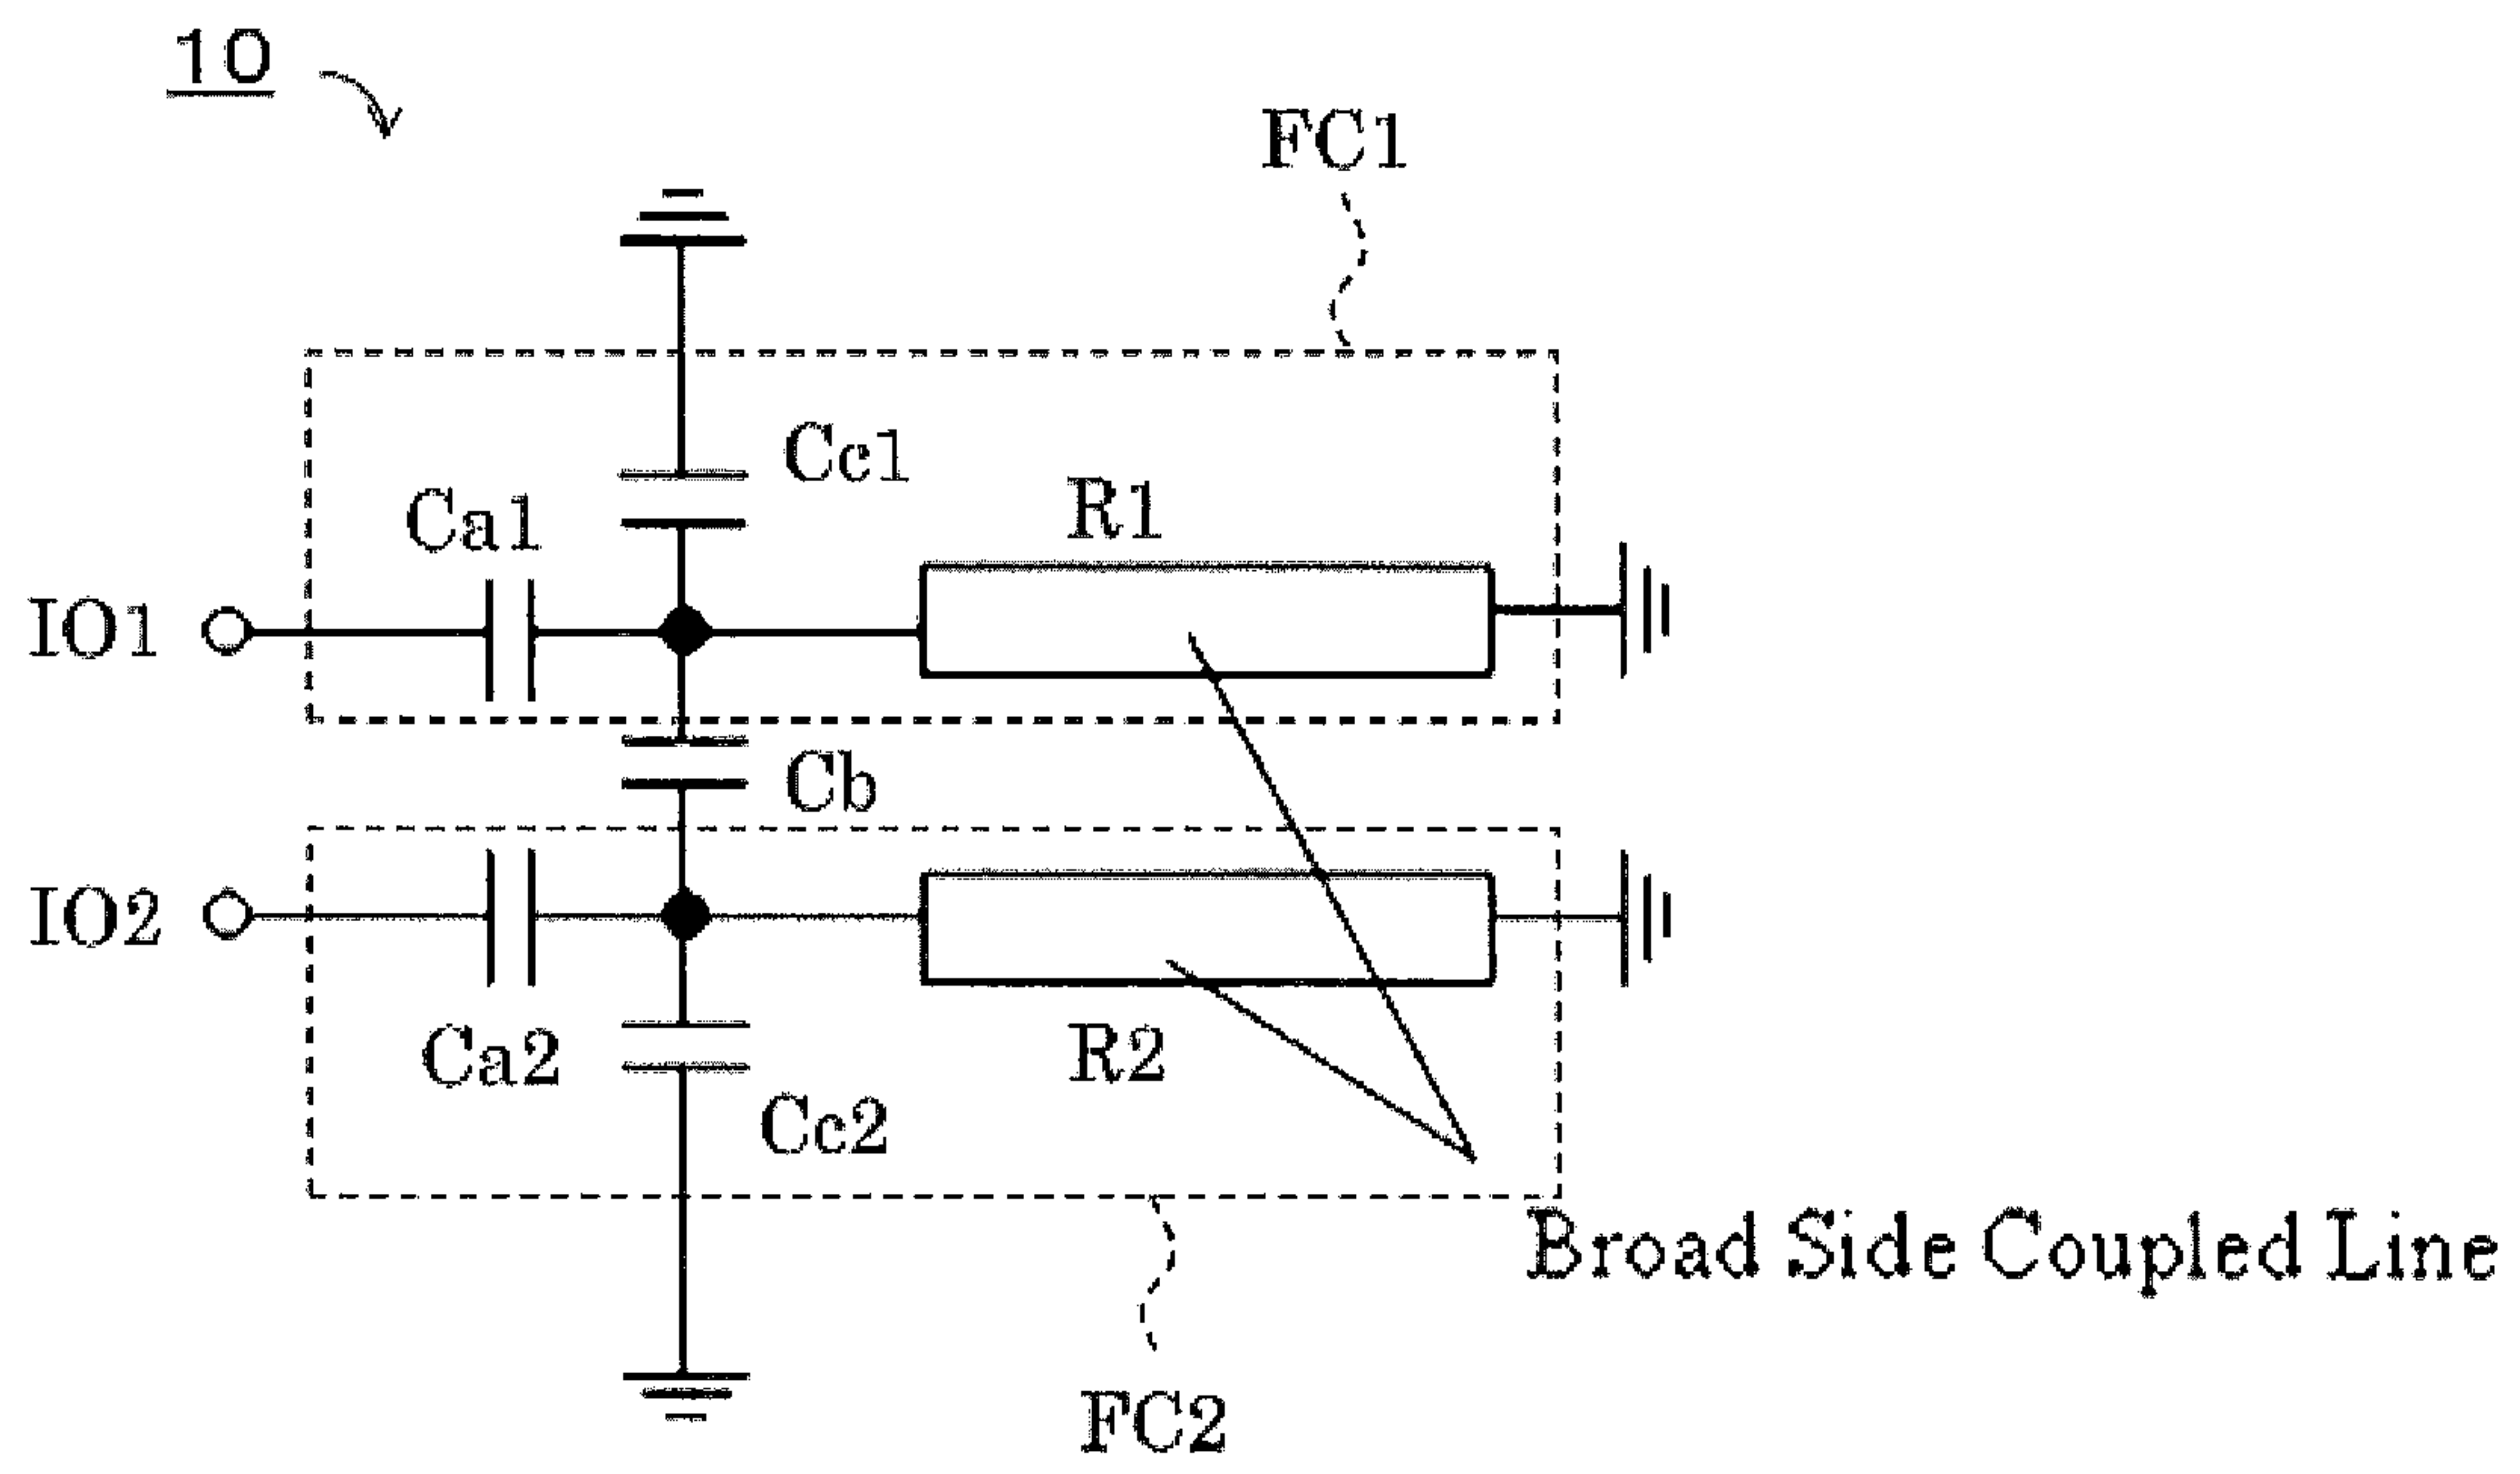 10
FC1
Cc1
Ca1
R1
IO1
Cb
IO2
Ca2
R2
Cc2
Broad Side Coupled Line
FC2